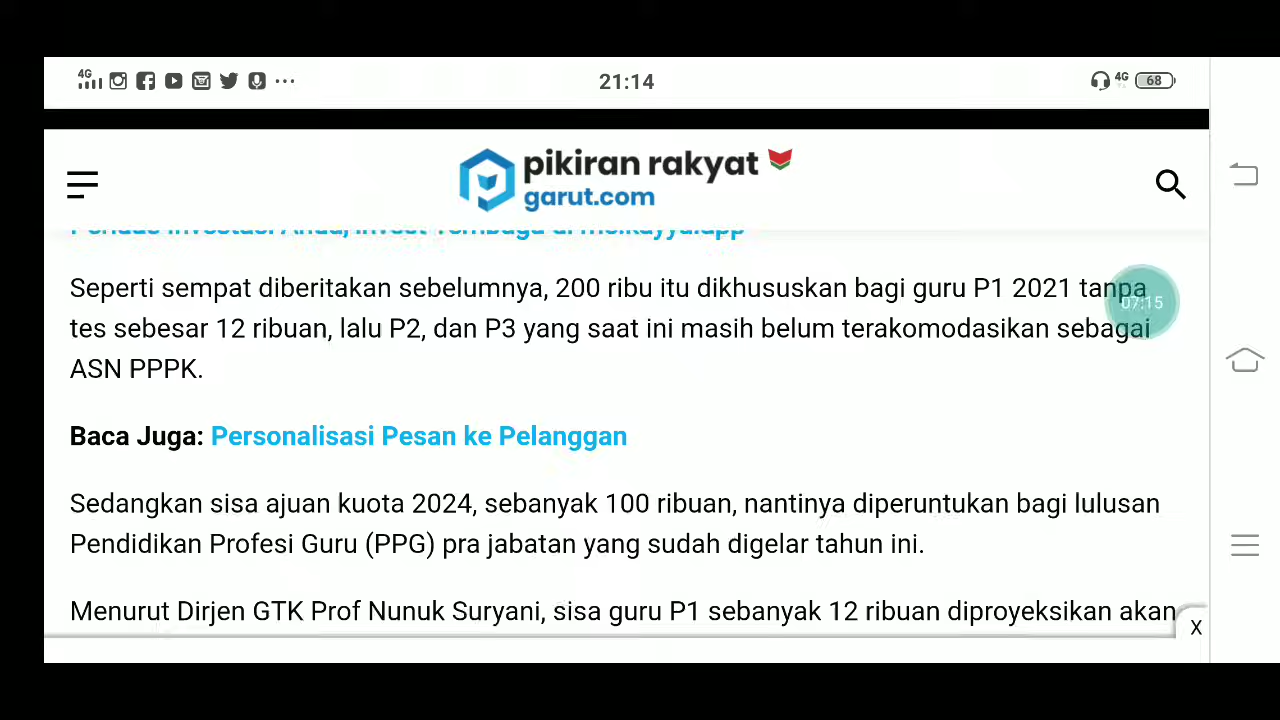 4G 21:14 4G 68
pikiran rakyat
garut.com
Seperti sempat diberitakan sebelumnya, 200 ribu itu dikhususkan bagi guru P1 2021 tanpa
07:15
tes sebesar 12 ribuan, lalu P2, dan P3 yang saat ini masih belum terakomodasikan sebagai
ASN PPPK.
Baca Juga: Personalisasi Pesan ke Pelanggan
Sedangkan sisa ajuan kuota 2024, sebanyak 100 ribuan, nantinya diperuntukan bagi lulusan
Pendidikan Profesi Guru (PPG) pra jabatan yang sudah digelar tahun ini.
Menurut Dirjen GTK Prof Nunuk Suryani, sisa guru P1 sebanyak 12 ribuan diproyeksikan akan
X